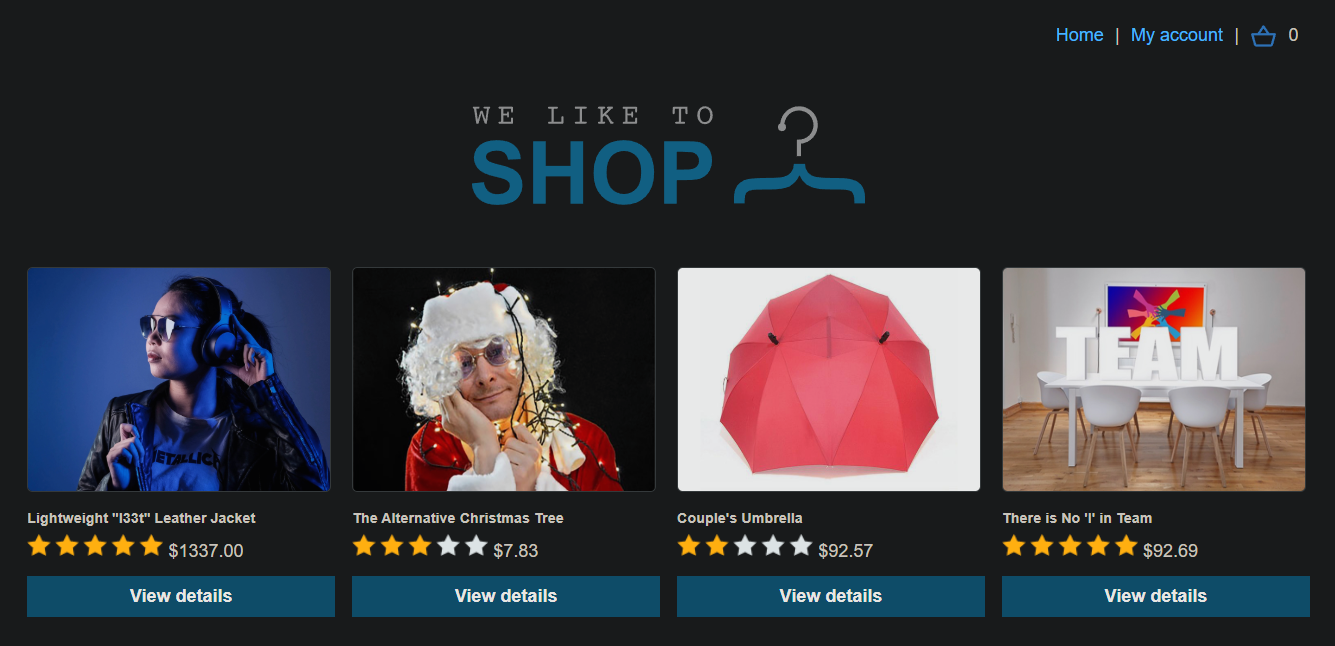 Home | My account | 0
WE LIKE TO
SHOP
METALLICA
TEAM
Lightweight "l33t" Leather Jacket
The Alternative Christmas Tree
Couple's Umbrella
There is No 'I' in Team
$1337.00
$7.83
$92.57
$92.69
View details
View details
View details
View details